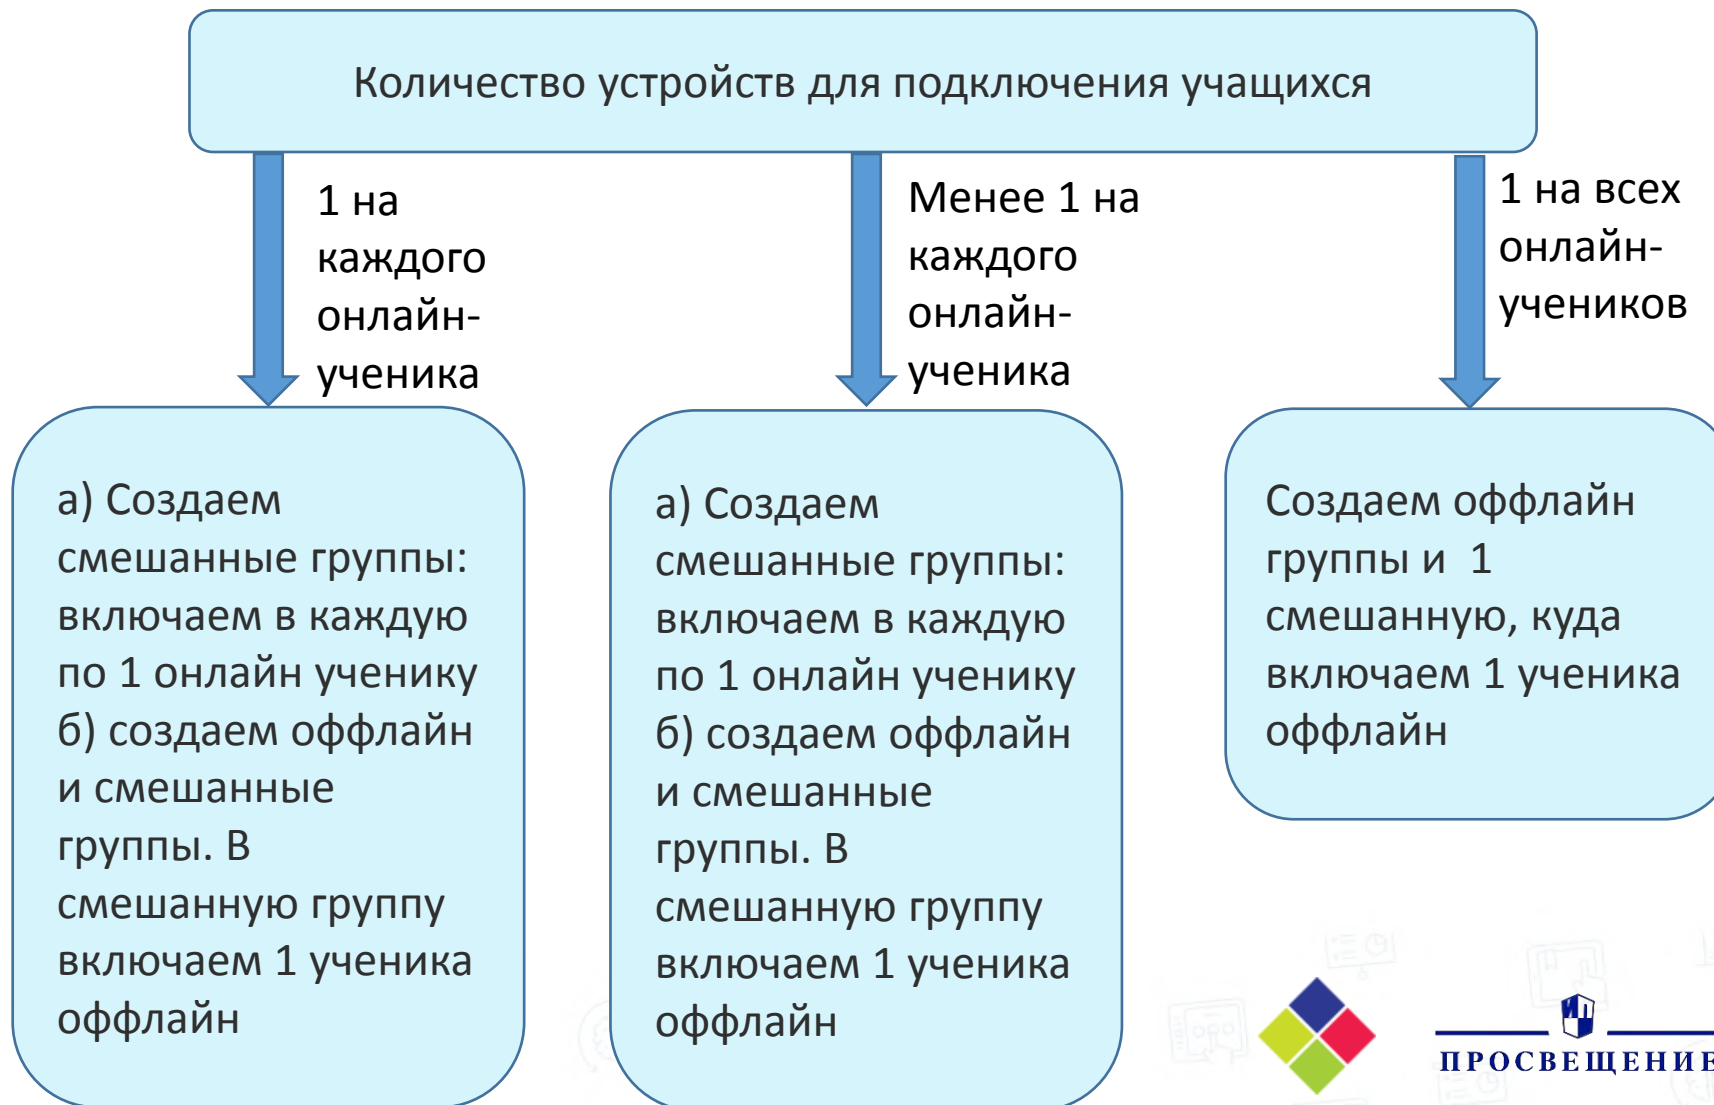 Количество устройств для подключения учащихся
1 на
каждого
онлайн-
ученика
Менее 1 на
каждого
онлайн-
ученика
1 на всех
онлайн-
учеников
а) Создаем
смешанные группы:
включаем в каждую
по 1 онлайн ученику
б) создаем оффлайн
и смешанные
группы. В
смешанную группу
включаем 1 ученика
оффлайн
а) Создаем
смешанные группы:
включаем в каждую
по 1 онлайн ученику
б) создаем оффлайн
и смешанные
группы. В
смешанную группу
включаем 1 ученика
оффлайн
Создаем оффлайн
группы и  1
смешанную, куда
включаем 1 ученика
оффлайн
ИП
ПРОСВЕЩЕНИЕ